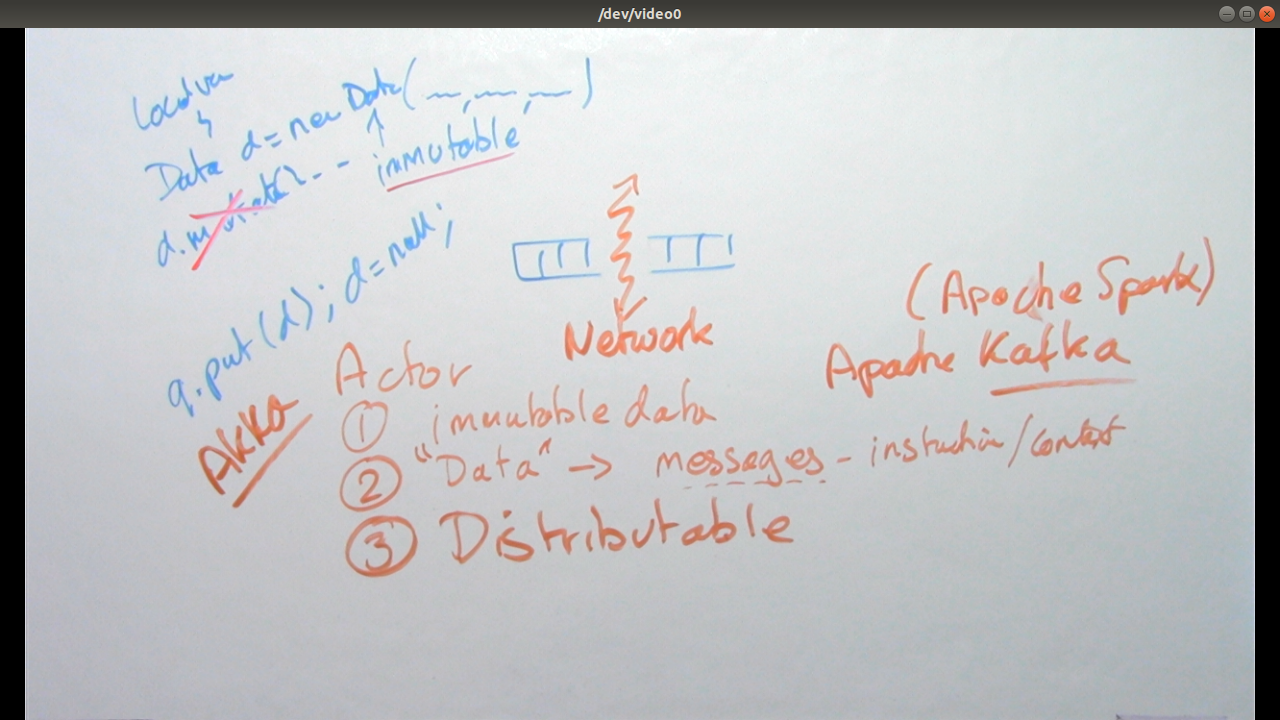 /dev/video0
Local var
Data d = new Data( , , )
d.mutate() - - immutable
q.put(d); d=null;
Network
(Apache Spark)
Apache Kafka
Akka
Actor
① immutable data
② "Data" → messages - instruction/context
③ Distributable